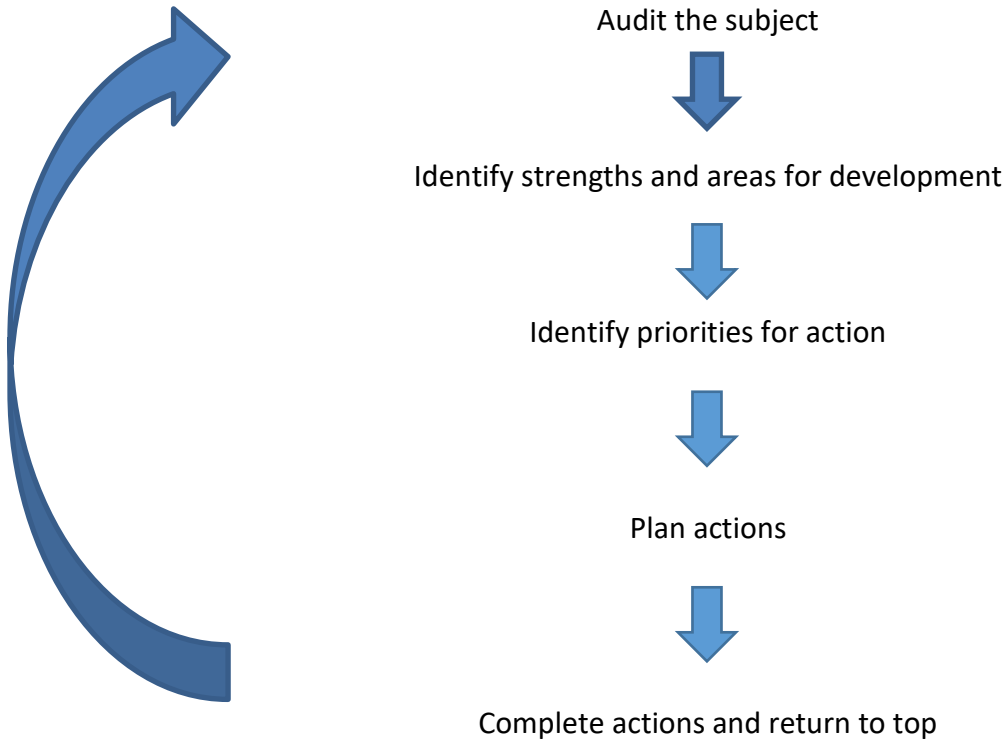 Audit the subject
Identify strengths and areas for development
Identify priorities for action
Plan actions
Complete actions and return to top